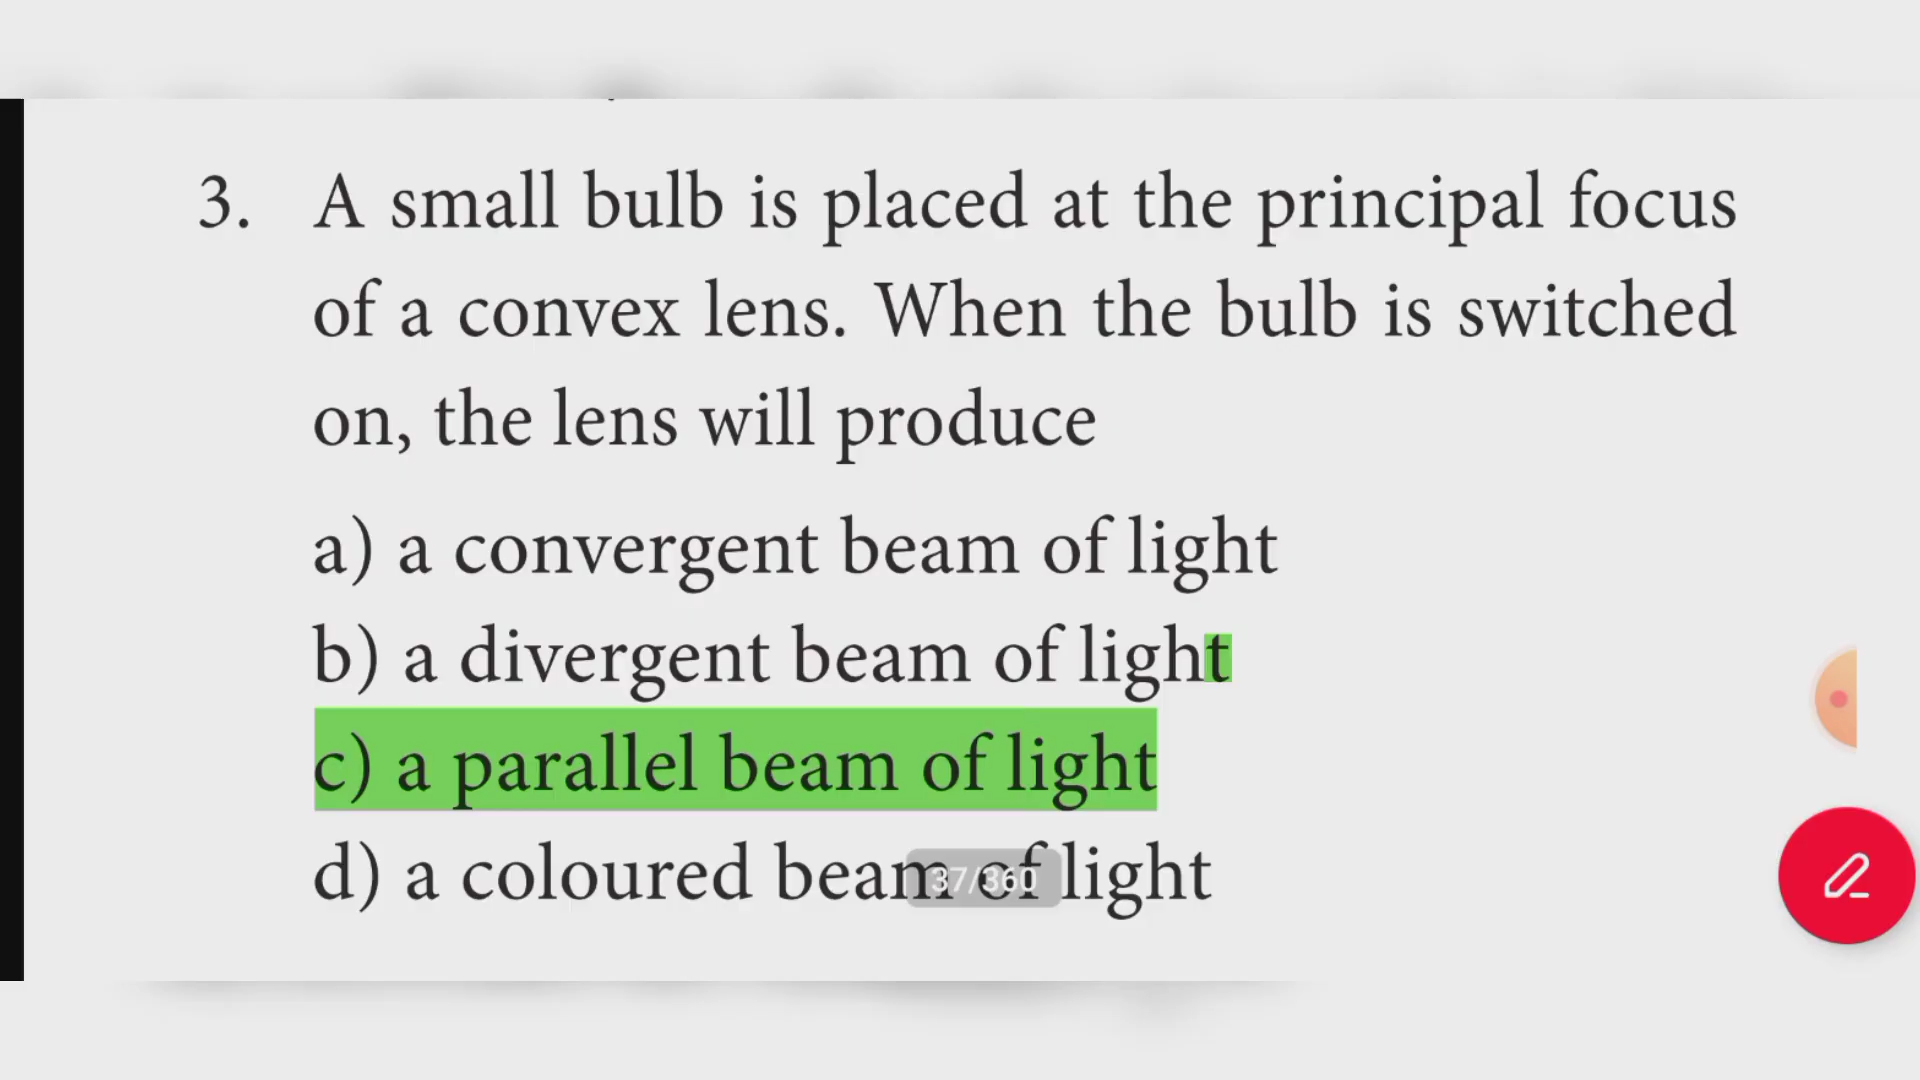 3. A small bulb is placed at the principal focus
of a convex lens. When the bulb is switched
on, the lens will produce
a) a convergent beam of light
b) a divergent beam of light
c) a parallel beam of light
d) a coloured beam of light
37/360